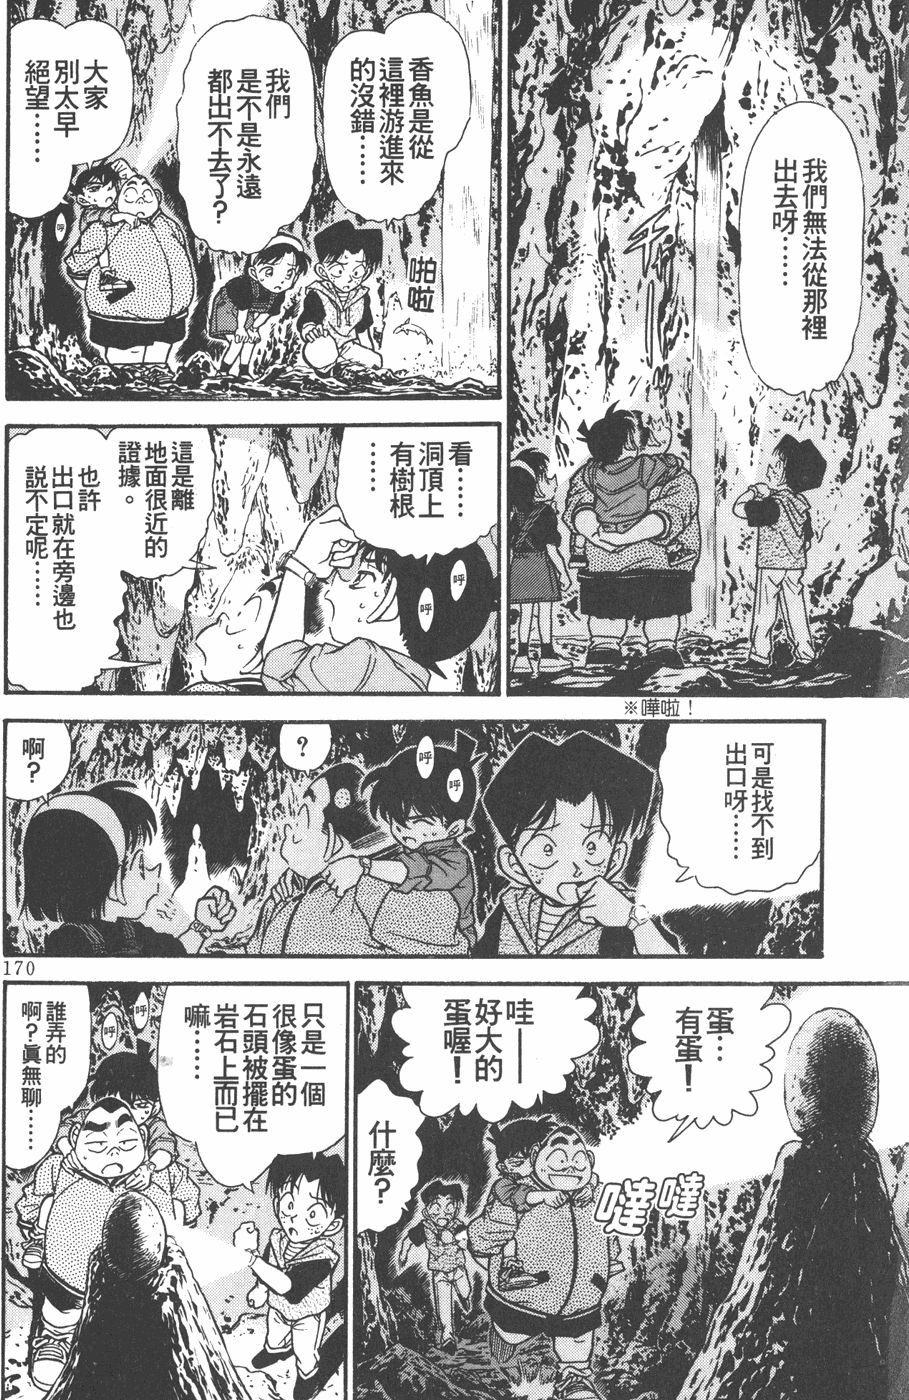 我們無法從那裡
出去呀……
※嘩啦！
香魚是從
這裡游進來
的沒錯……
啪啦
我們
是不是永遠
都出不去了？
大家
別太早
絕望……
呼
看……
洞頂上
有樹根
……
這是離
地面很近的
證據。
也許
出口就在旁邊也
說不定呢……
呼
呼
可是找不到
出口呀……
呼
呼
？
啊？
170
蛋…
有蛋！
哇——
好大的
蛋喔！
噠噠
什麼？
只是一個
很像蛋的
石頭被擺在
岩石上而已
嘛……
呼
呼
誰弄的
啊？眞無聊……